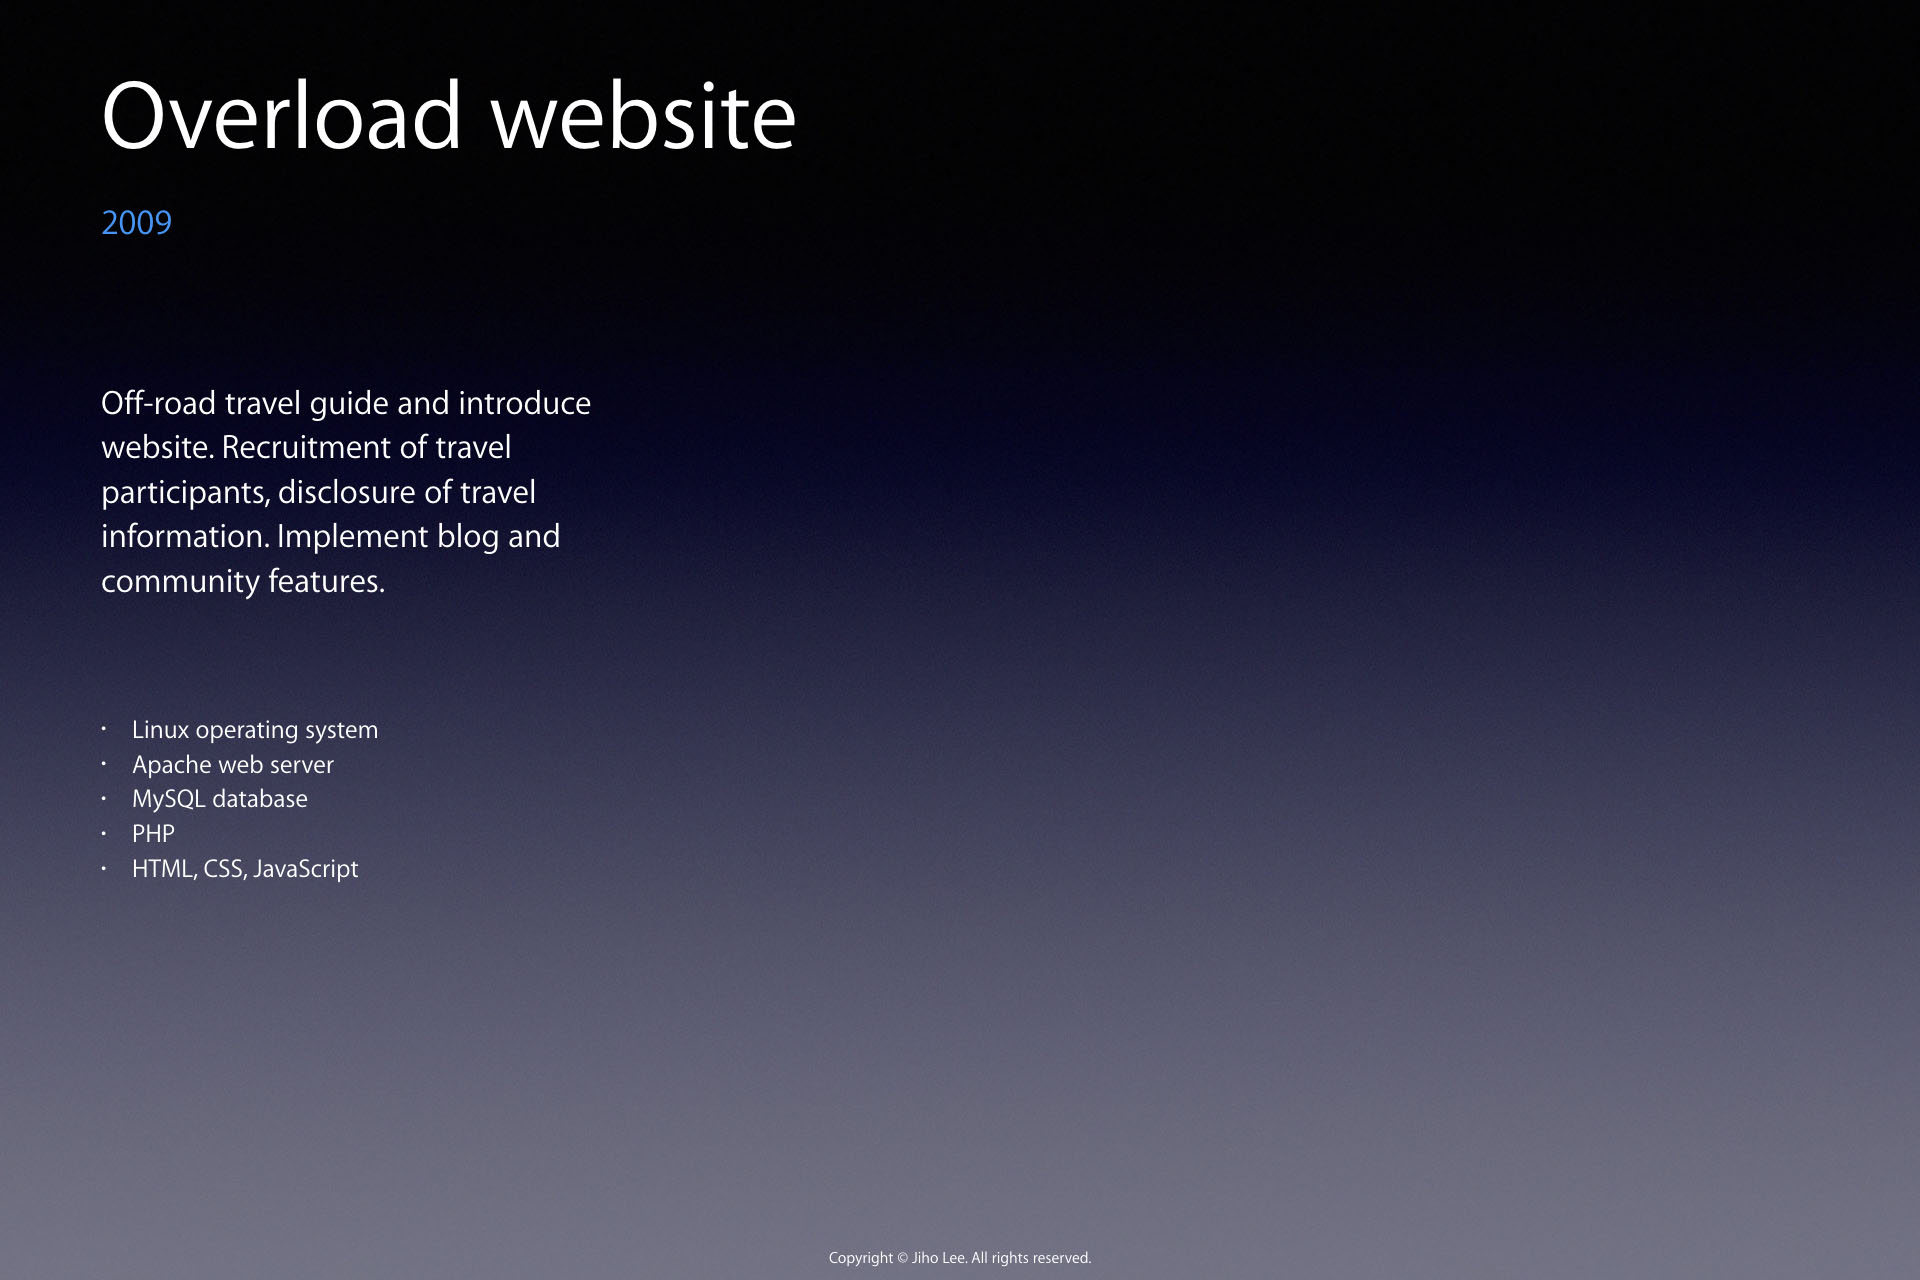 Overload website
2009
Off-road travel guide and introduce
website. Recruitment of travel
participants, disclosure of travel
information. Implement blog and
community features.
• Linux operating system
• Apache web server
• MySQL database
• PHP
• HTML, CSS, JavaScript
Copyright © Jiho Lee. All rights reserved.